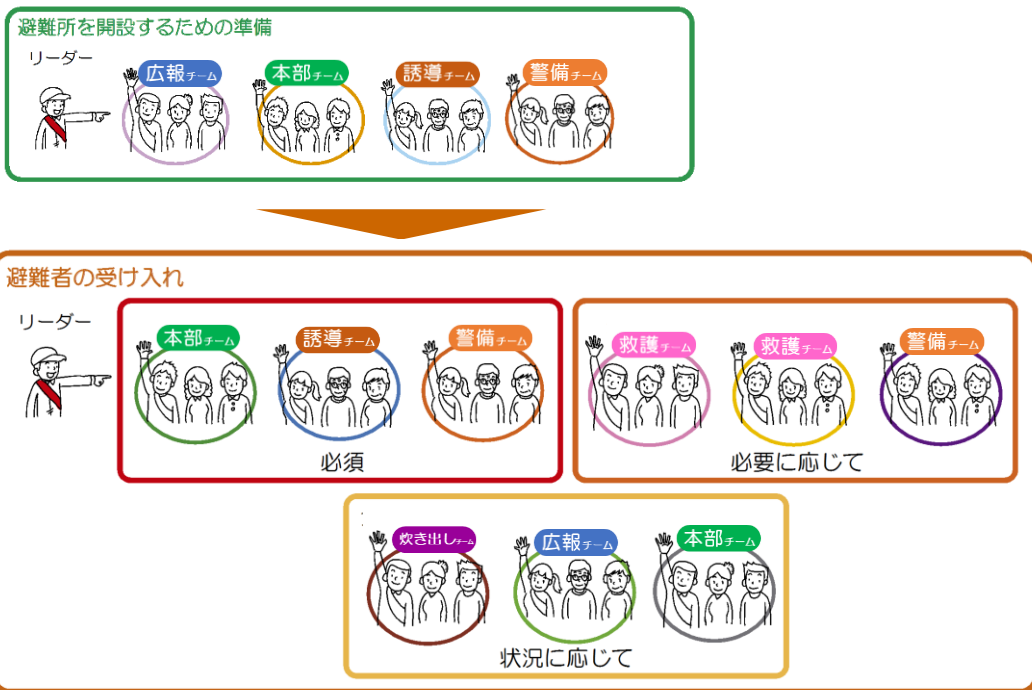 避難所を開設するための準備
リーダー
広報チーム
本部チーム
誘導チーム
警備チーム
避難者の受け入れ
リーダー
本部チーム
誘導チーム
警備チーム
必須
救護チーム
救護チーム
警備チーム
必要に応じて
炊き出しチーム
広報チーム
本部チーム
状況に応じて